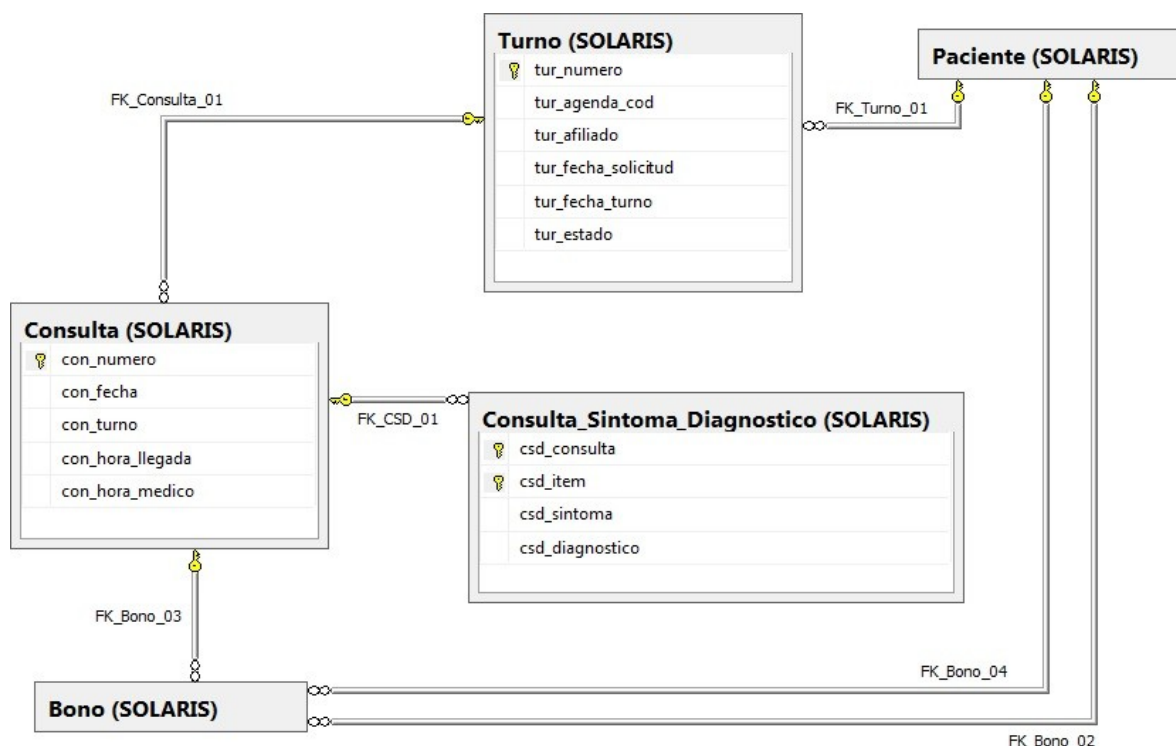 Turno (SOLARIS)
tur_numero
tur_agenda_cod
tur_afiliado
tur_fecha_solicitud
tur_fecha_turno
tur_estado
Paciente (SOLARIS)
FK_Consulta_01
FK_Turno_01
Consulta (SOLARIS)
con_numero
con_fecha
con_turno
con_hora_llegada
con_hora_medico
FK_CSD_01
Consulta_Sintoma_Diagnostico (SOLARIS)
csd_consulta
csd_item
csd_sintoma
csd_diagnostico
FK_Bono_03
Bono (SOLARIS)
FK_Bono_04
FK_Bono_02